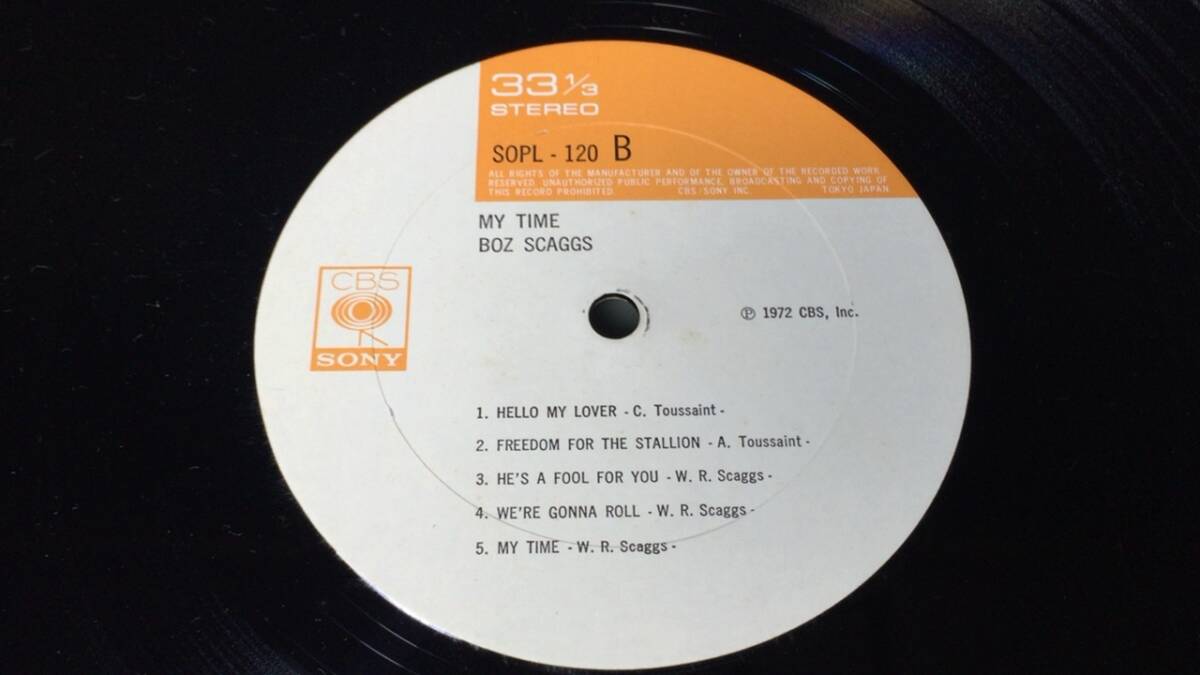 33 1/3
STEREO
SOPL - 120 B
ALL RIGHTS OF THE MANUFACTURER AND OF THE OWNER OF THE RECORDED WORK
RESERVED. UNAUTHORIZED PUBLIC PERFORMANCE, BROADCASTING AND COPYING OF
THIS RECORD PROHIBITED CBS/SONY INC. TOKYO JAPAN
MY TIME
BOZ SCAGGS
CBS
SONY
Ⓟ 1972 CBS, Inc.
1. HELLO MY LOVER - C. Toussaint -
2. FREEDOM FOR THE STALLION - A. Toussaint -
3. HE'S A FOOL FOR YOU - W. R. Scaggs -
4. WE'RE GONNA ROLL - W. R. Scaggs -
5. MY TIME - W. R. Scaggs -